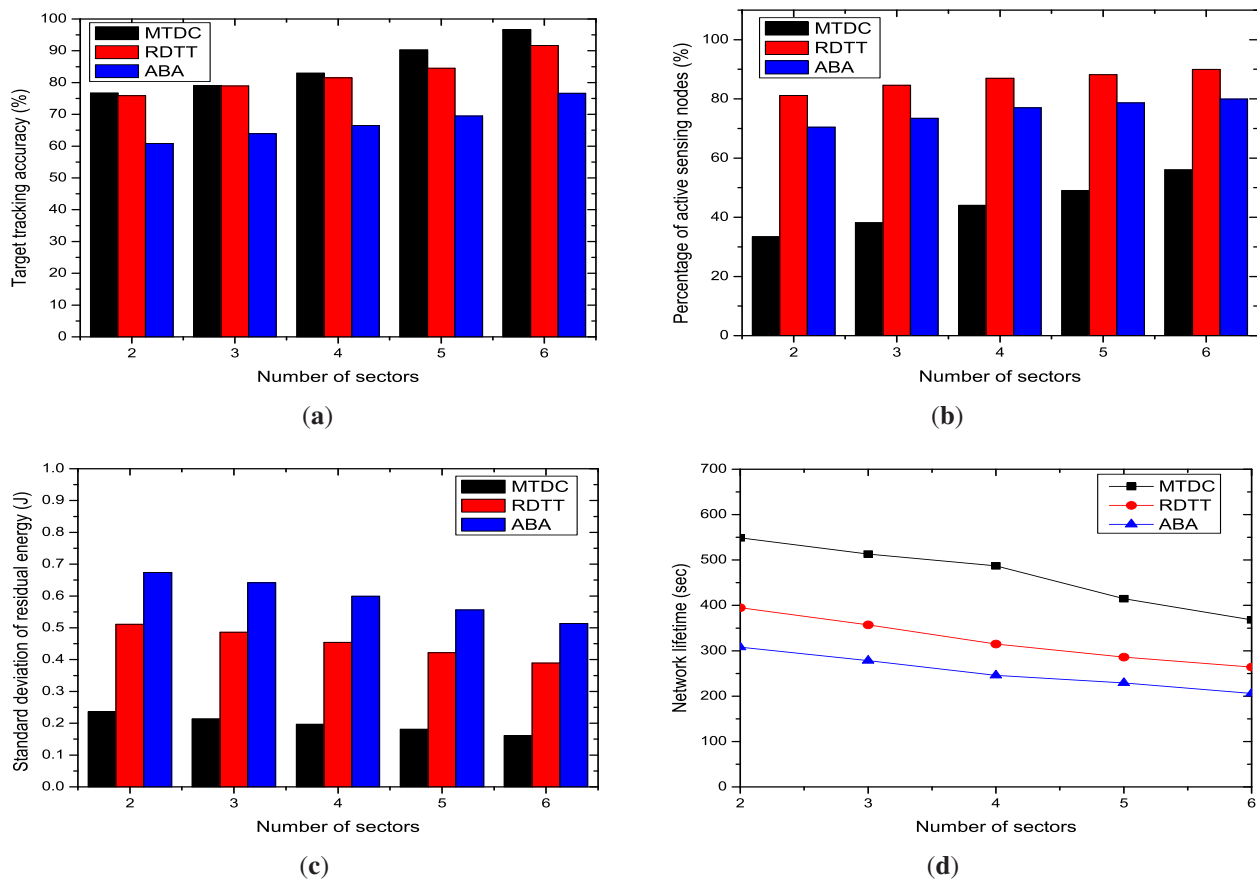 100
90
80
70
60
50
40
30
20
10
0
Target tracking accuracy (%)
MTDC
RDTT
ABA
2 3 4 5 6
Number of sectors
(a)
100
80
60
40
20
0
Percentage of active sensing nodes (%)
MTDC
RDTT
ABA
2 3 4 5 6
Number of sectors
(b)
1.0
0.9
0.8
0.7
0.6
0.5
0.4
0.3
0.2
0.1
0.0
Standard deviation of residual energy (J)
MTDC
RDTT
ABA
2 3 4 5 6
Number of sectors
(c)
700
600
500
400
300
200
100
0
Network lifetime (sec)
MTDC
RDTT
ABA
2 3 4 5 6
Number of sectors
(d)